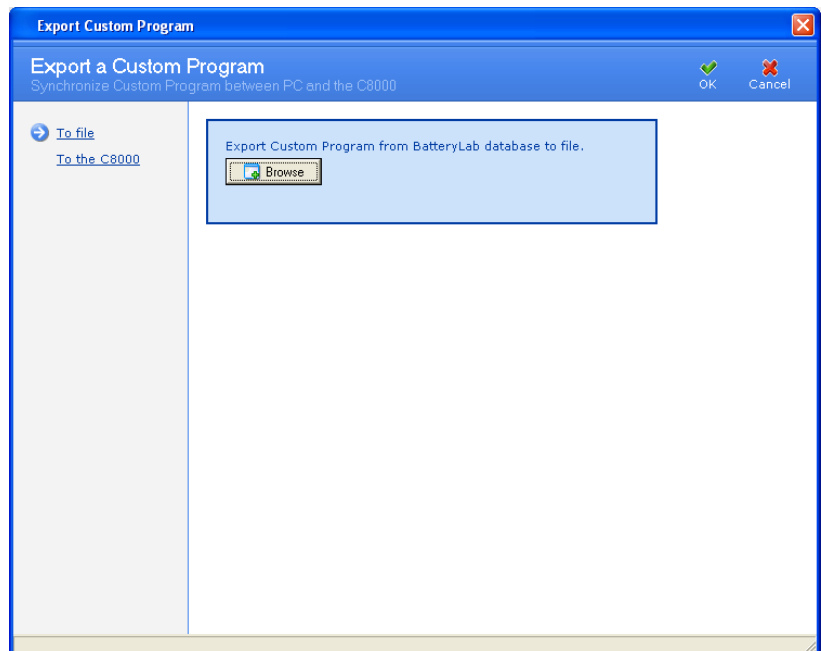 Export Custom Program
Export a Custom Program
Synchronize Custom Program between PC and the C8000
OK
Cancel
To file
To the C8000
Export Custom Program from BatteryLab database to file.
Browse